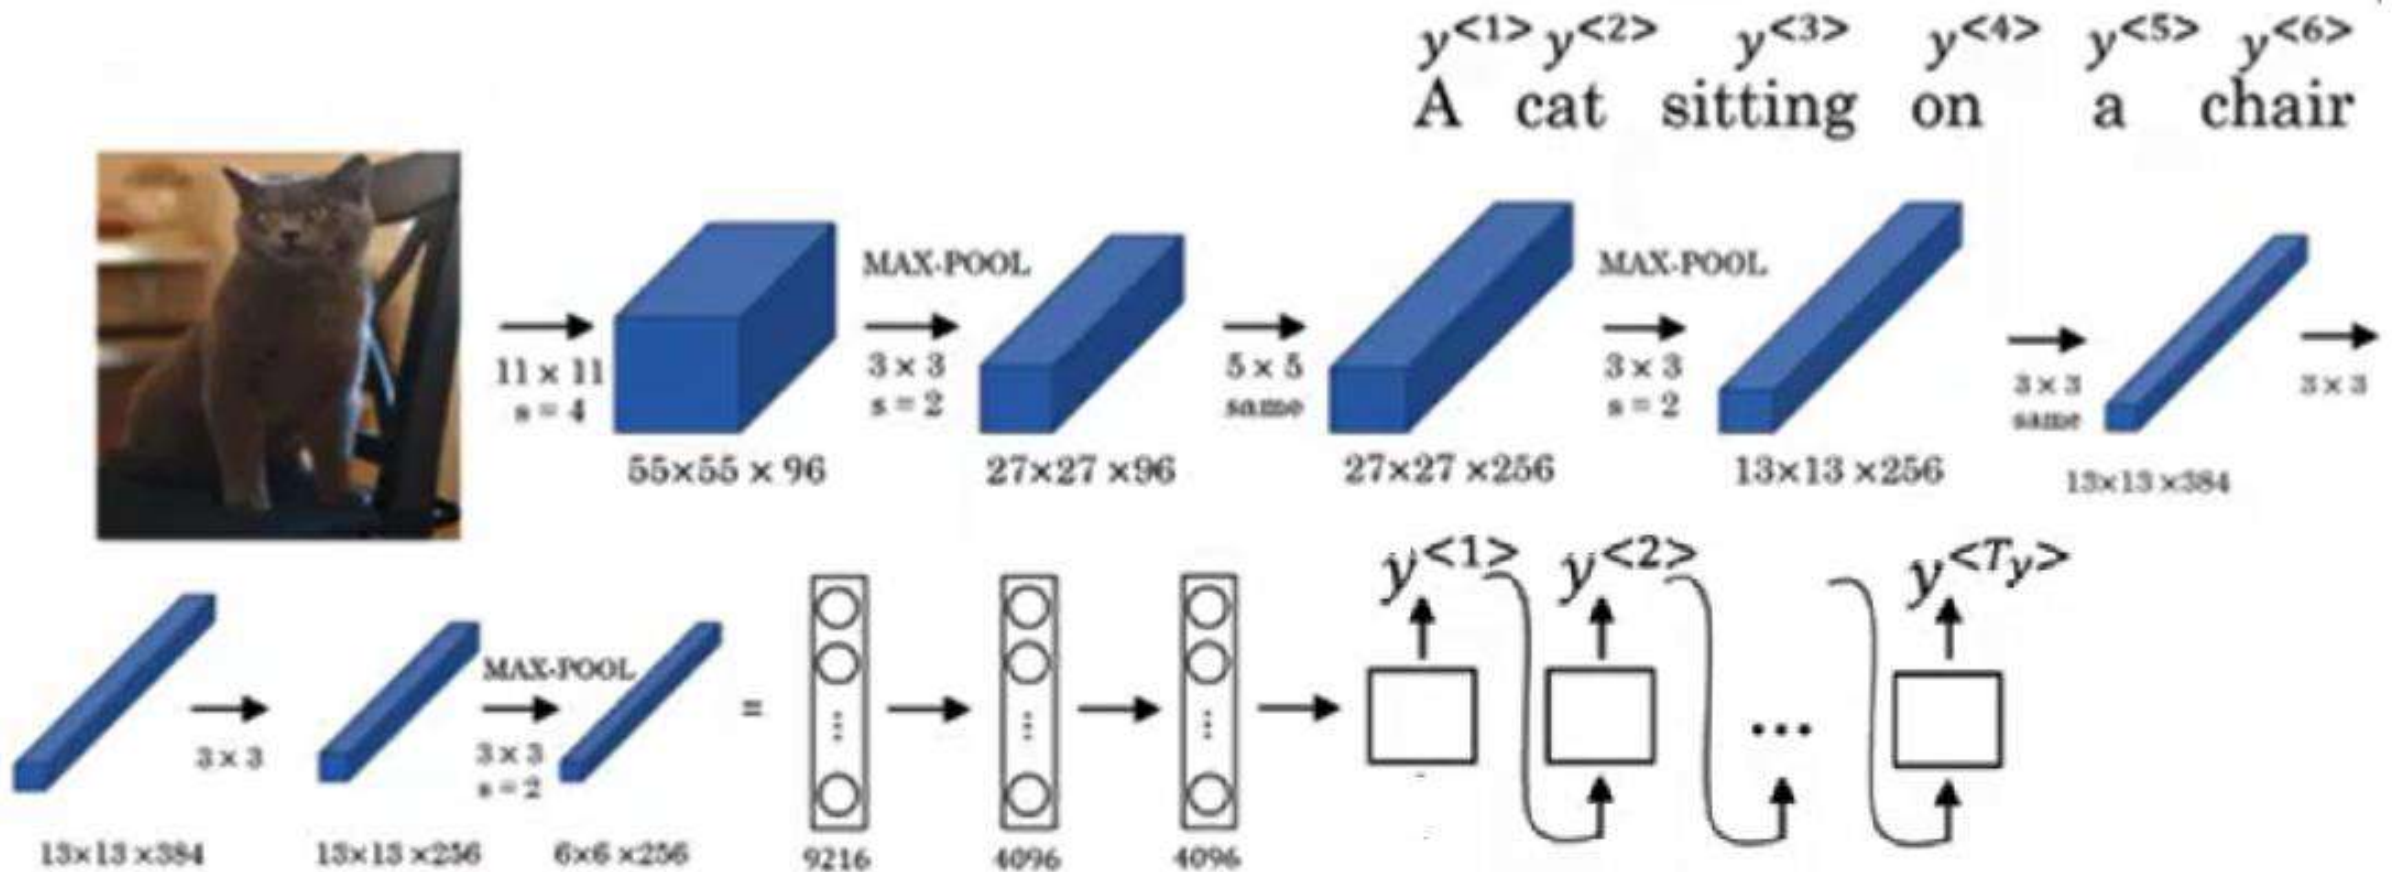 y<1> y<2> y<3> y<4> y<5> y<6>
A cat sitting on a chair
MAX-POOL MAX-POOL
11 × 11 3 × 3 5 × 5 3 × 3 3 × 3 3 × 3
s = 4 s = 2 same s = 2 same
55×55 × 96 27×27 ×96 27×27 ×256 13×13 ×256 13×13 ×384
y<1> y<2> y<Ty>
MAX-POOL
= ... ... ... ...
3 × 3 3 × 3
s = 2
13×13 ×384 13×13 ×256 6×6 ×256 9216 4096 4096